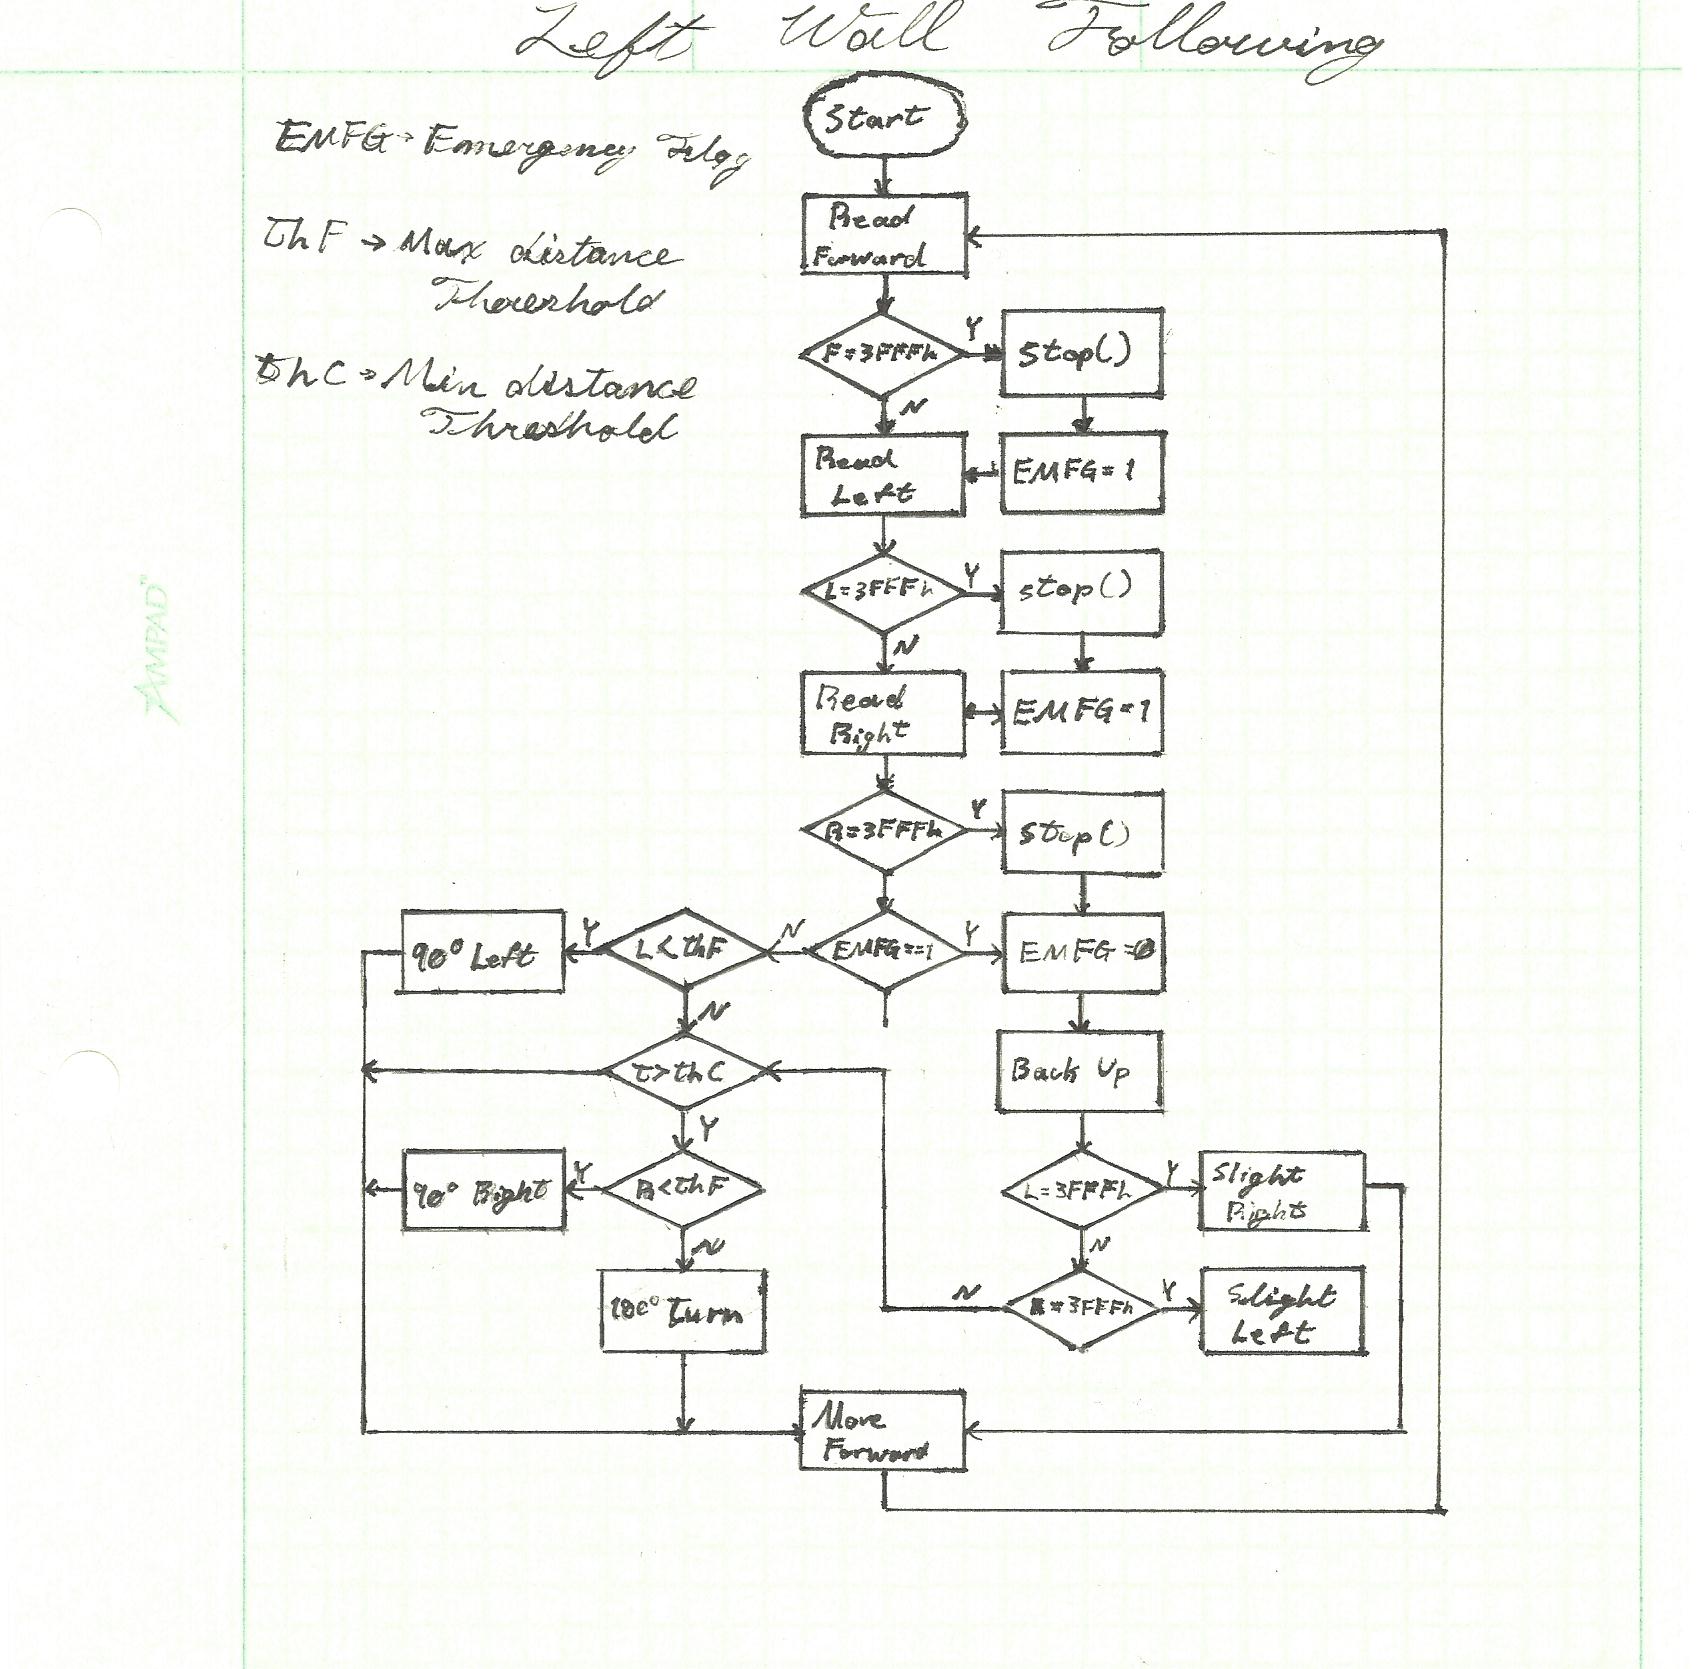 Left Wall Following
Start
EMFG→ Emergency Flag
Read
Forward
thF → Max distance
Threshold
F=3FFFh
Y
Stop()
thC → Min distance
Threshold
N
Read
Left
EMFG=1
L=3FFFh
Y
stop()
N
Read
Right
EMFG=1
R=3FFFh
Y
stop()
90° Left
Y
L<thF
N
EMFG==1
Y
EMFG=0
N
>thC
Back Up
Y
90° Right
Y
R<thF
L=3FFFh
Y
Slight
Right
N
N
Turn
N
=3FFFh
Y
Slight
Left
Move
Forward
AMPAD